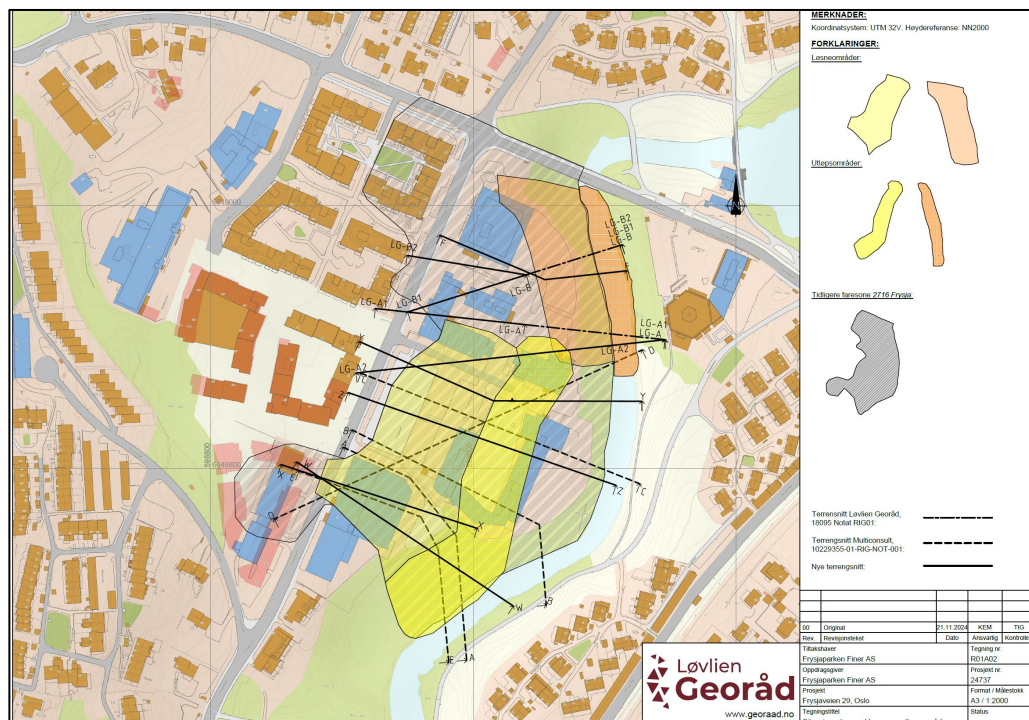 MERKNADER:
Koordinatsystem: UTM 32V. Høydereferanse: NN2000
FORKLARINGER:
Løsneområder:
Utløpsområder:
Tidligere faresone 2716 Frysja:
Terrensnitt Løvlien Georåd,
18095 Notat RIG01:
Terrengsnitt Multiconsult,
10229355-01-RIG-NOT-001:
Nye terrengsnitt:
00 Original 21.11.2024 KEM TIG
Rev. Revisjonstekst Dato Ansvarlig Kontrolle
Tiltakshaver Tegning nr.
Frysjaparken Finer AS R01A02
Oppdragsgiver Prosjekt nr.
Frysjaparken Finer AS 24737
Prosjekt Format / Målestokk
Frysjaveien 29, Oslo A3 / 1:2000
Tegningstittel Status
Løvlien
Georåd
www.georaad.no
N
6649000
LG-B2
LG-B1
LG-B
LG-B2
F
F
LG-B
LG-A1
LG-B1
LG-A1
LG-A1
LG-A
LG-A2
D
Y
LG-A2
V C
Z
Y
B
A
598800
6648800
X
E
W
Z
C
D
X
W
B
E
A